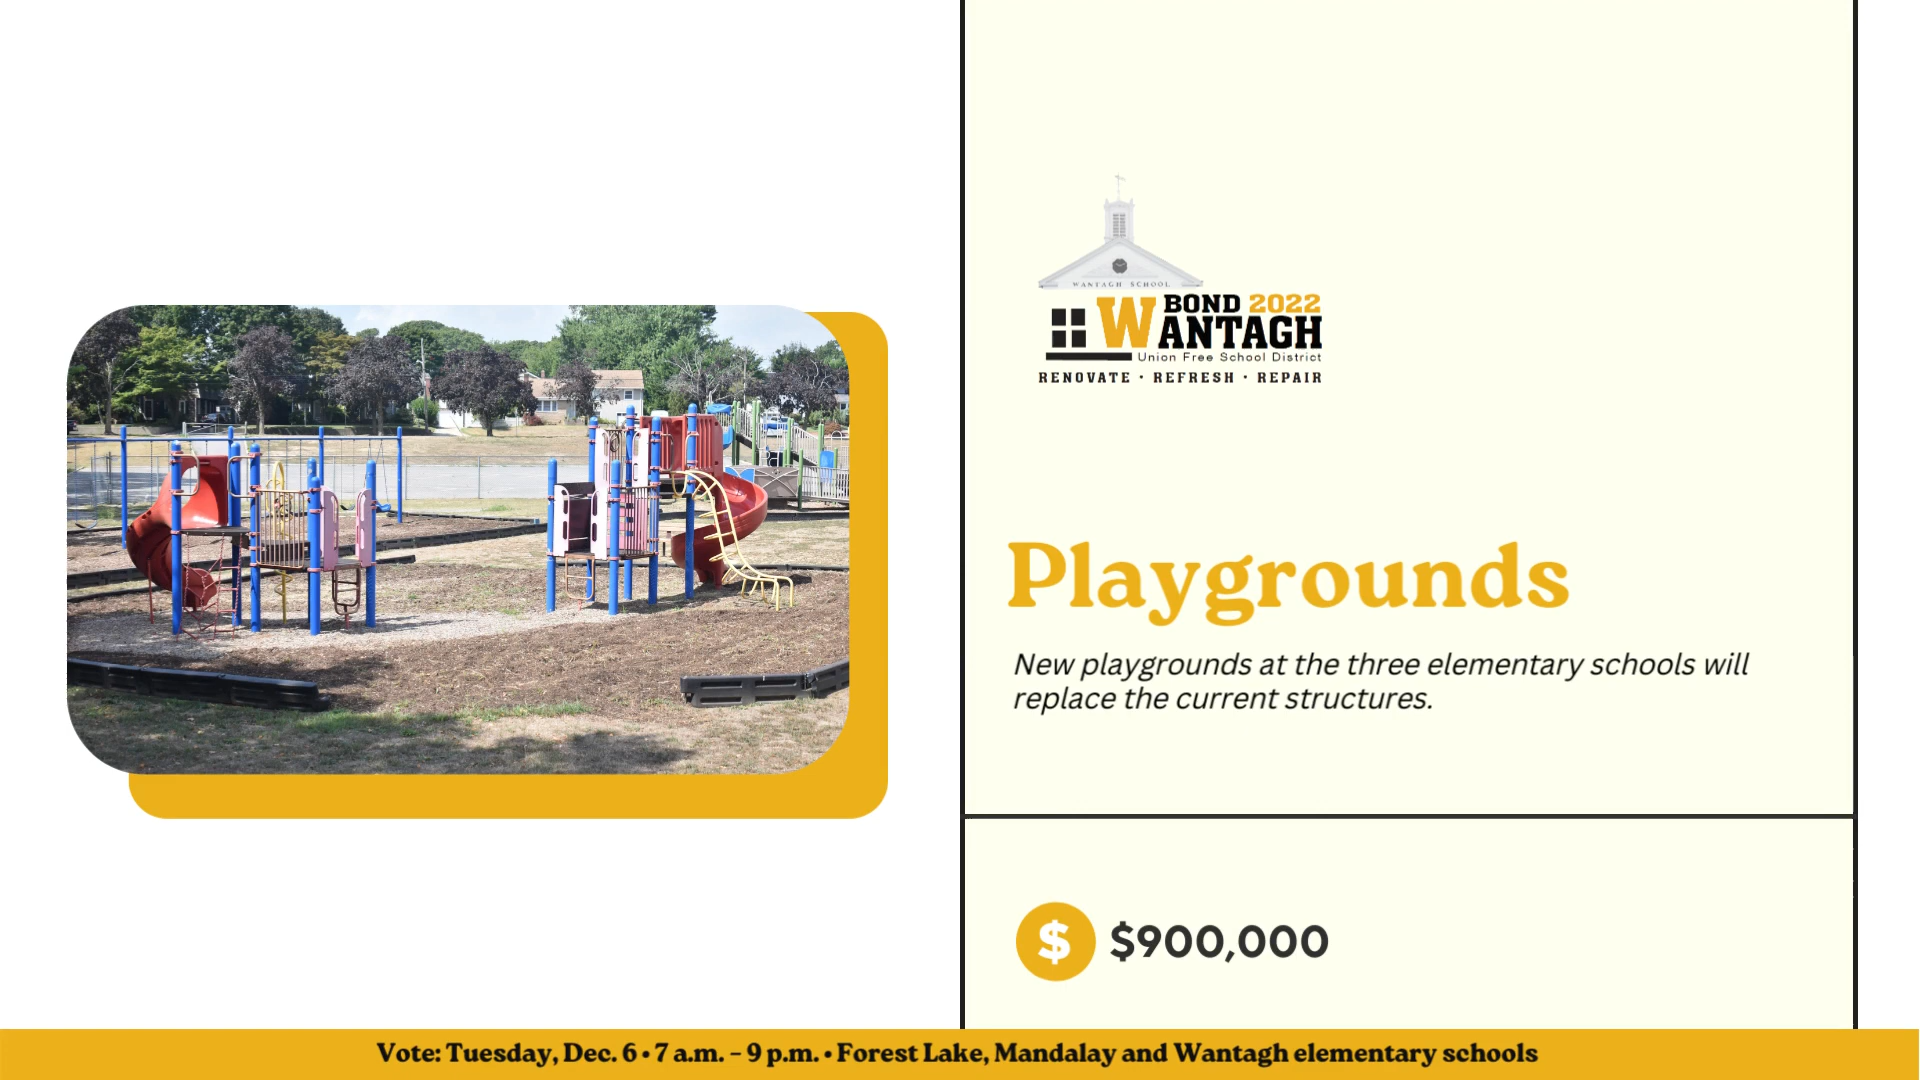 WANTAGH SCHOOL
BOND 2022
WANTAGH
Union Free School District
RENOVATE • REFRESH • REPAIR
Playgrounds
New playgrounds at the three elementary schools will
replace the current structures.
$ $900,000
Vote: Tuesday, Dec. 6 • 7 a.m. – 9 p.m. • Forest Lake, Mandalay and Wantagh elementary schools